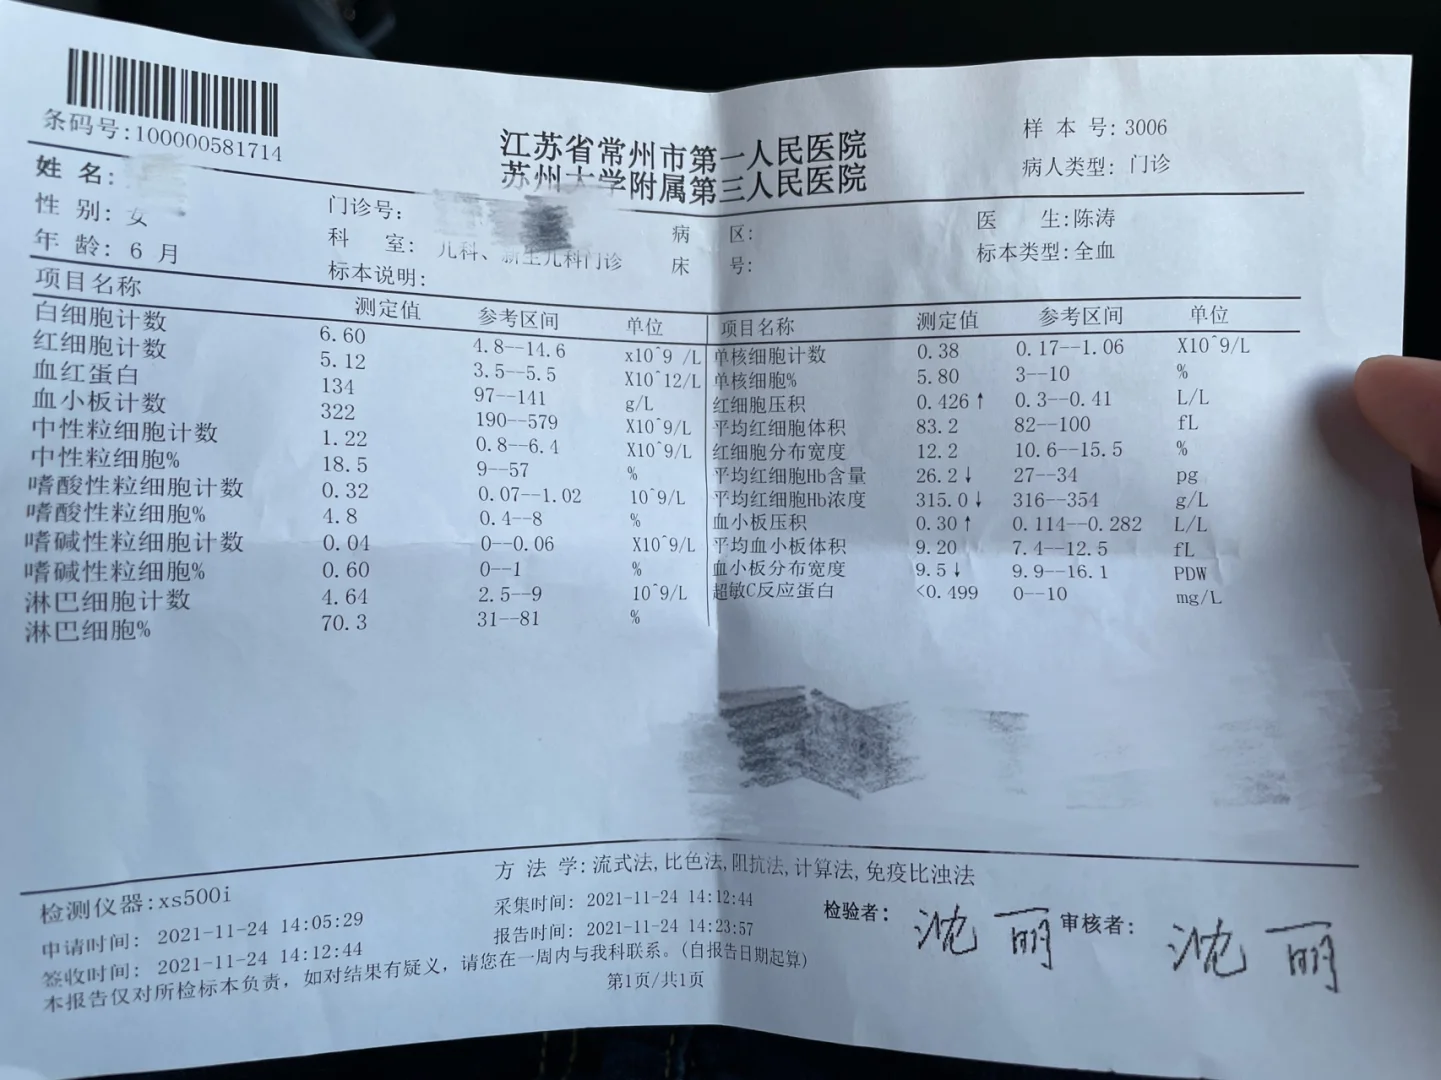 条码号:100000581714
江苏省常州市第一人民医院
苏州大学附属第三人民医院
样 本 号: 3006
病人类型: 门诊
姓 名:
性 别: 女
年 龄: 6 月
门诊号:
科 室: 儿科、新生儿科门诊
标本说明:
病 区:
床 号:
医 生:陈涛
标本类型:全血
项目名称 测定值 参考区间 单位 项目名称 测定值 参考区间 单位
白细胞计数 6.60 4.8--14.6 x10^9 /L 单核细胞计数 0.38 0.17--1.06 X10^9/L
红细胞计数 5.12 3.5--5.5 X10^12/L 单核细胞% 5.80 3--10 %
血红蛋白 134 97--141 g/L 红细胞压积 0.426↑ 0.3--0.41 L/L
血小板计数 322 190--579 X10^9/L 平均红细胞体积 83.2 82--100 fL
中性粒细胞计数 1.22 0.8--6.4 X10^9/L 红细胞分布宽度 12.2 10.6--15.5 %
中性粒细胞% 18.5 9--57 % 平均红细胞Hb含量 26.2↓ 27--34 pg
嗜酸性粒细胞计数 0.32 0.07--1.02 10^9/L 平均红细胞Hb浓度 315.0↓ 316--354 g/L
嗜酸性粒细胞% 4.8 0.4--8 % 血小板压积 0.30↑ 0.114--0.282 L/L
嗜碱性粒细胞计数 0.04 0--0.06 X10^9/L 平均血小板体积 9.20 7.4--12.5 fL
嗜碱性粒细胞% 0.60 0--1 % 血小板分布宽度 9.5↓ 9.9--16.1 PDW
淋巴细胞计数 4.64 2.5--9 10^9/L 超敏C反应蛋白 <0.499 0--10 mg/L
淋巴细胞% 70.3 31--81 %
方 法 学:流式法,比色法,阻抗法,计算法,免疫比浊法
检测仪器:xs500i
采集时间: 2021-11-24 14:12:44
检验者: 沈丽
审核者: 沈丽
申请时间: 2021-11-24 14:05:29
报告时间: 2021-11-24 14:23:57
签收时间: 2021-11-24 14:12:44
本报告仅对所检标本负责，如对结果有疑义，请您在一周内与我科联系。(自报告日期起算)
第1页/共1页